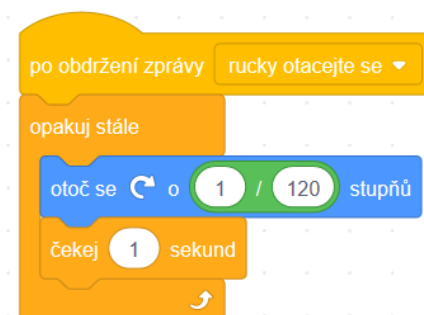 po obdržení zprávy rucky otacejte se
opakuj stále
otoč se o 1 / 120 stupňů
čekej 1 sekund